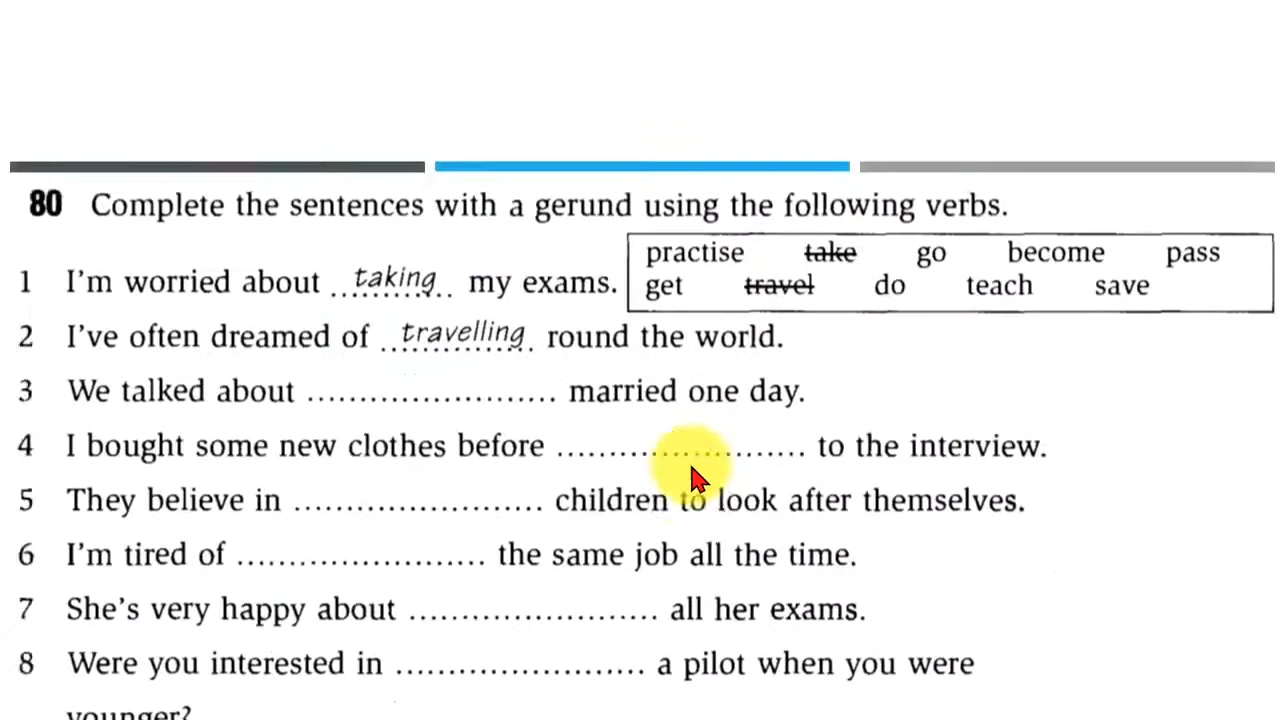 80 Complete the sentences with a gerund using the following verbs.
practise take go become pass
get travel do teach save
1 I'm worried about ..taking.. my exams.
2 I've often dreamed of ..travelling.. round the world.
3 We talked about ........................ married one day.
4 I bought some new clothes before ........................ to the interview.
5 They believe in ........................ children to look after themselves.
6 I'm tired of ........................ the same job all the time.
7 She's very happy about ........................ all her exams.
8 Were you interested in ........................ a pilot when you were
younger?